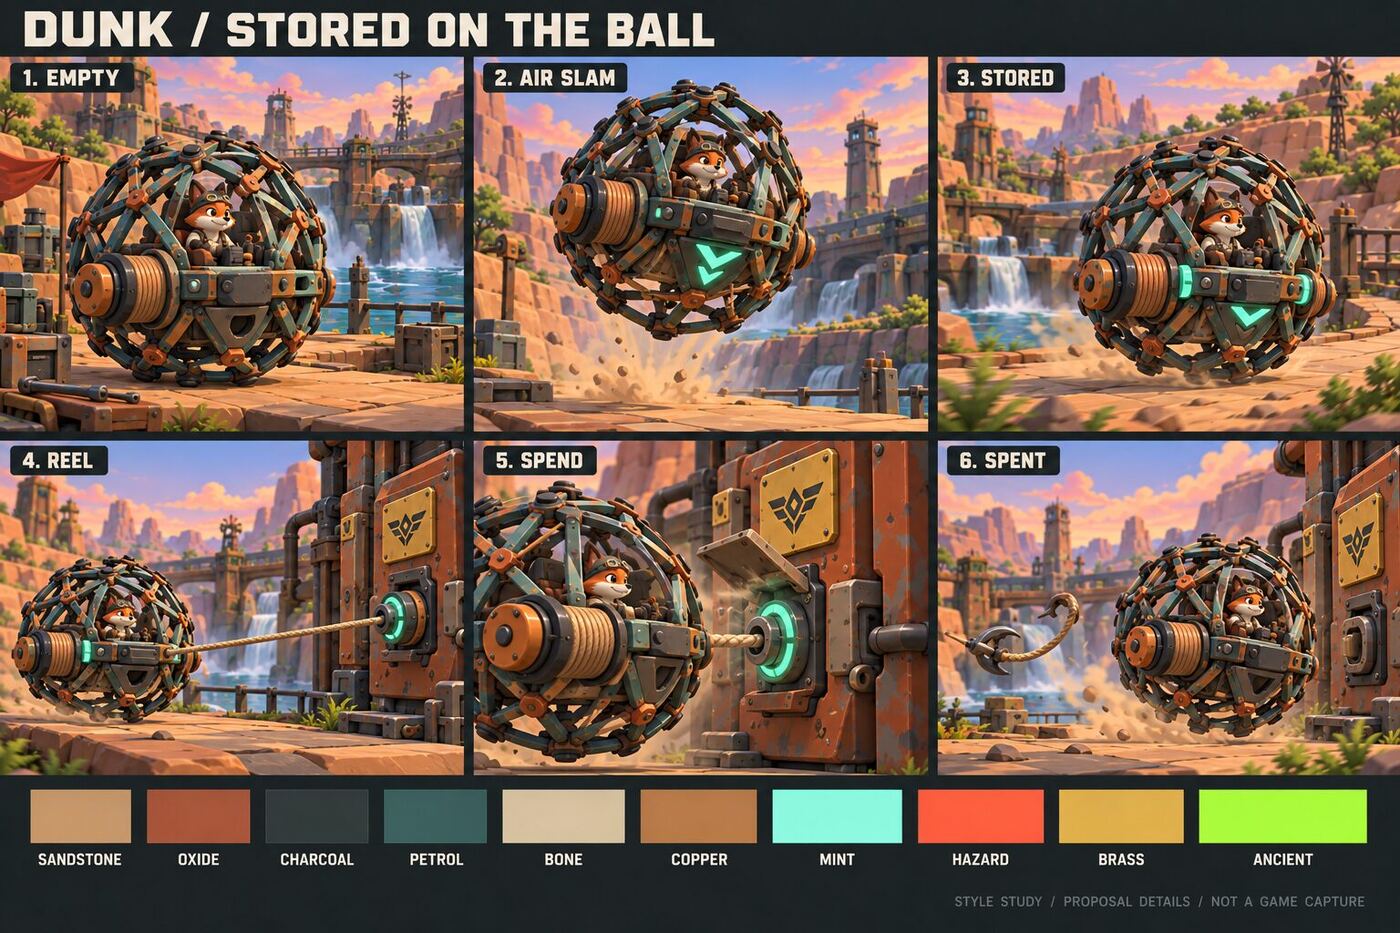 DUNK / STORED ON THE BALL
1. EMPTY
2. AIR SLAM
3. STORED
4. REEL
5. SPEND
6. SPENT
SANDSTONE
OXIDE
CHARCOAL
PETROL
BONE
COPPER
MINT
HAZARD
BRASS
ANCIENT
STYLE STUDY / PROPOSAL DETAILS / NOT A GAME CAPTURE